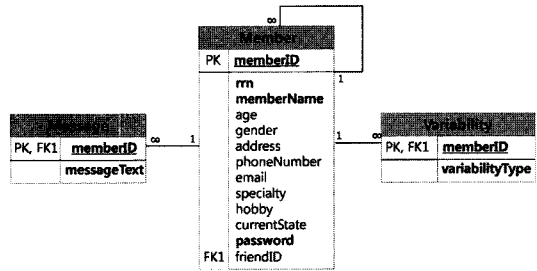 ∞
Member
PK memberID
1
rrn
memberName
age
gender
address
phoneNumber
email
specialty
hobby
currentState
password
FK1 friendID
Message
PK, FK1 memberID
messageText
∞ 1
1 ∞
Variability
PK, FK1 memberID
variabilityType